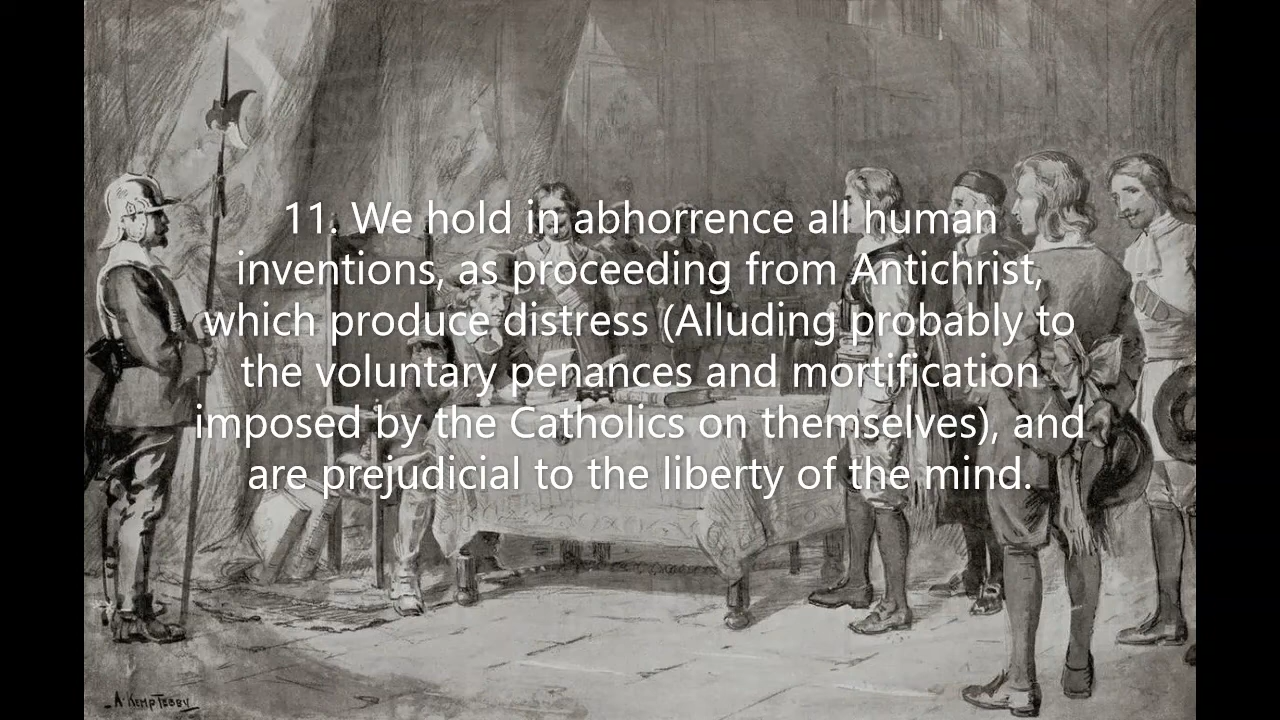 11. We hold in abhorrence all human
inventions, as proceeding from Antichrist,
which produce distress (Alluding probably to
the voluntary penances and mortification
imposed by the Catholics on themselves), and
are prejudicial to the liberty of the mind.
A. Kemp Tebby